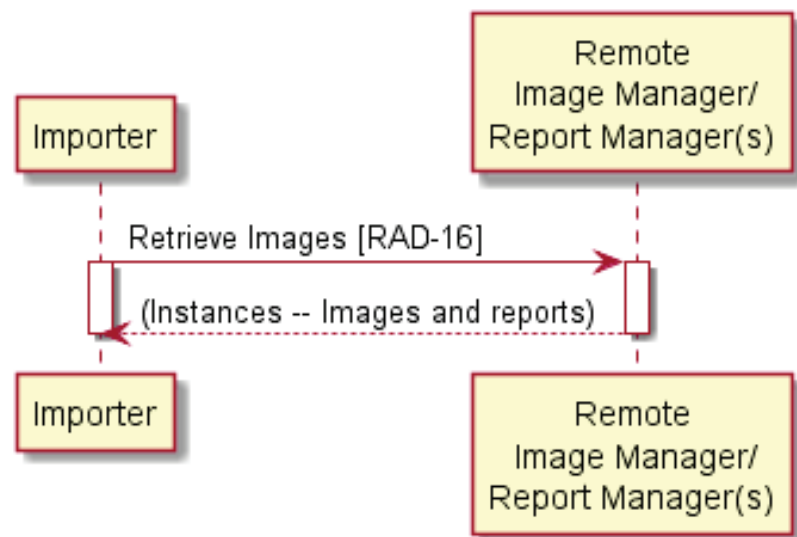 Remote
Image Manager/
Report Manager(s)
Importer
Retrieve Images [RAD-16]
(Instances -- Images and reports)
Importer
Remote
Image Manager/
Report Manager(s)